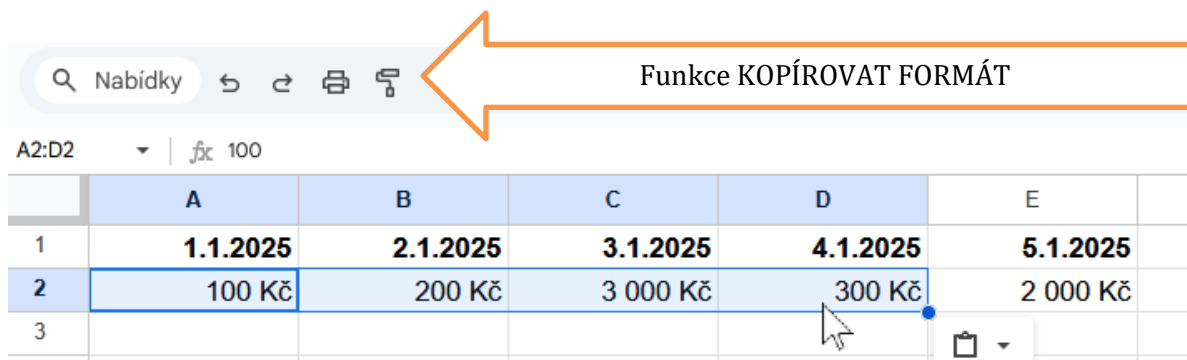 Funkce KOPÍROVAT FORMÁT
Nabídky
A2:D2 fx 100
A B C D E
1 1.1.2025 2.1.2025 3.1.2025 4.1.2025 5.1.2025
2 100 Kč 200 Kč 3 000 Kč 300 Kč 2 000 Kč
3